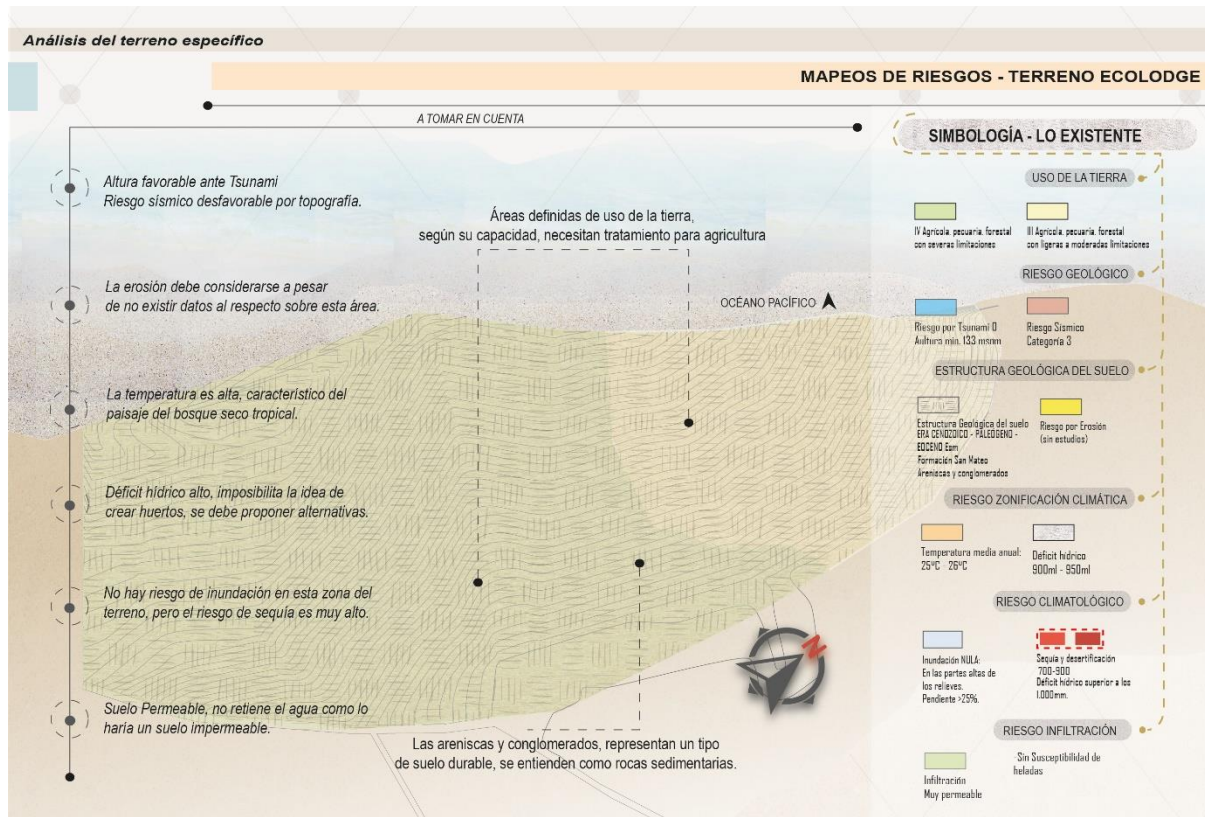 Análisis del terreno específico
MAPEOS DE RIESGOS - TERRENO ECOLODGE
A TOMAR EN CUENTA
Altura favorable ante Tsunami
Riesgo sísmico desfavorable por topografía.
La erosión debe considerarse a pesar
de no existir datos al respecto sobre esta área.
La temperatura es alta, característico del
paisaje del bosque seco tropical.
Déficit hídrico alto, imposibilita la idea de
crear huertos, se debe proponer alternativas.
No hay riesgo de inundación en esta zona del
terreno, pero el riesgo de sequía es muy alto.
Suelo Permeable, no retiene el agua como lo
haría un suelo impermeable.
Áreas definidas de uso de la tierra,
según su capacidad, necesitan tratamiento para agricultura
OCÉANO PACÍFICO
N
Las areniscas y conglomerados, representan un tipo
de suelo durable, se entienden como rocas sedimentarias.
SIMBOLOGÍA - LO EXISTENTE
USO DE LA TIERRA
IV Agrícola, pecuaria, forestal
con severas limitaciones
III Agrícola, pecuaria, forestal
con ligeras a moderadas limitaciones
RIESGO GEOLÓGICO
Riesgo por Tsunami 0
Aultura min. 133 msnm
Riesgo Sísmico
Categoría 3
ESTRUCTURA GEOLÓGICA DEL SUELO
Estructura Geológica del suelo
ERA CENOZOICO - PALEOGENO -
EOCENO Esm
Formación San Mateo
Areniscas y conglomerados
Riesgo por Erosión
(sin estudios)
RIESGO ZONIFICACIÓN CLIMÁTICA
Temperatura media anual:
25°C - 26°C
Déficit hídrico
900ml - 950ml
RIESGO CLIMATOLÓGICO
Inundación NULA:
En las partes altas de
los relieves.
Pendiente >25%.
Sequía y desertificación
700-900
Déficit hídrico superior a los
1.000mm.
RIESGO INFILTRACIÓN
Infiltración
Muy permeable
Sin Susceptibilidad de
heladas